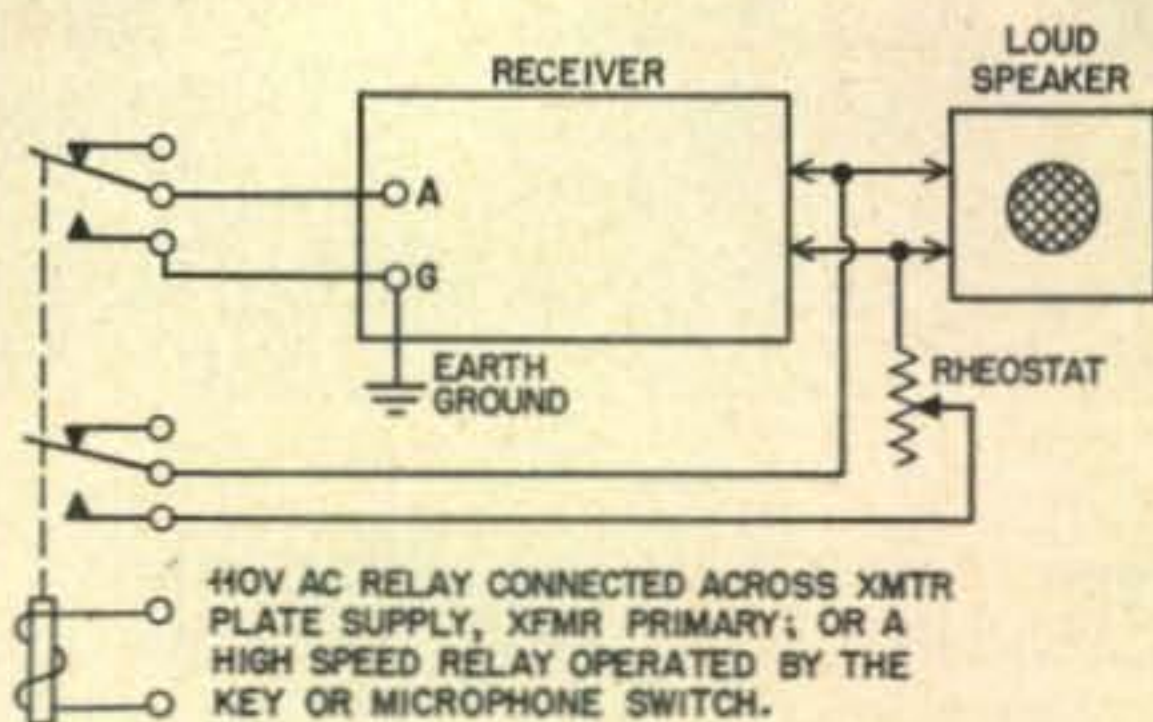 LOUD
SPEAKER
RECEIVER
A
G
EARTH
GROUND
RHEOSTAT
110V AC RELAY CONNECTED ACROSS XMTR
PLATE SUPPLY, XFMR PRIMARY; OR A
HIGH SPEED RELAY OPERATED BY THE
KEY OR MICROPHONE SWITCH.